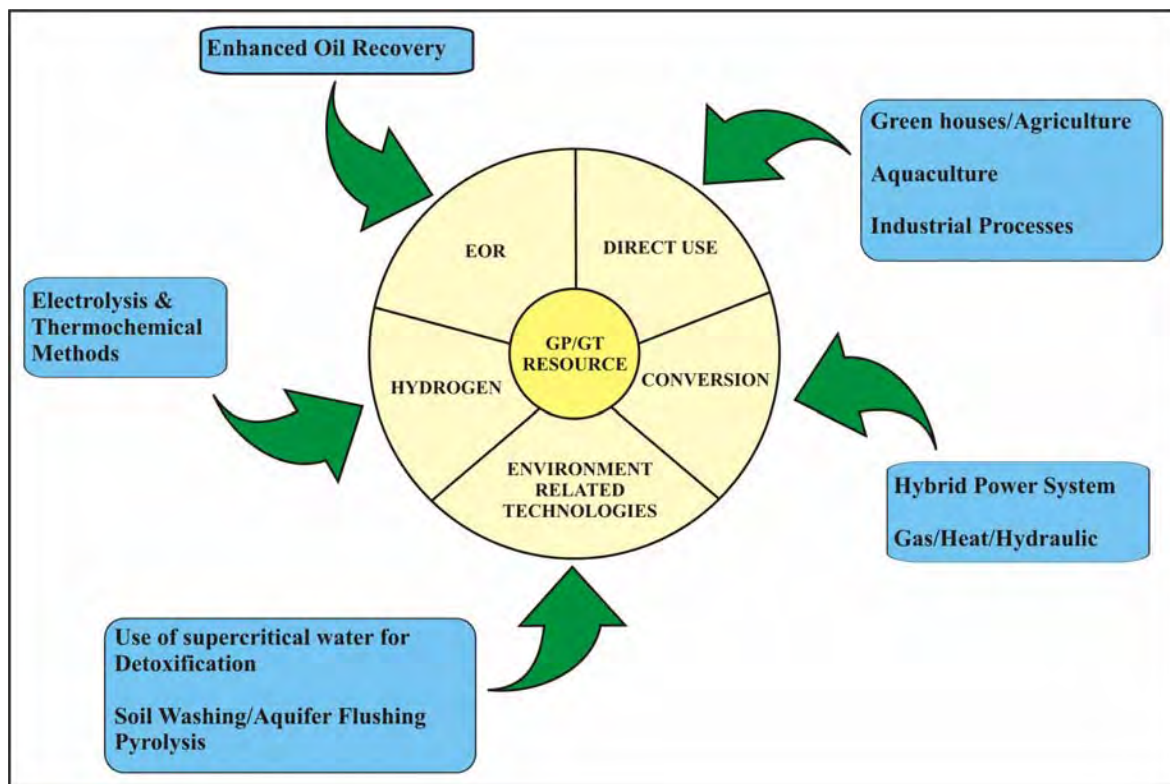 Enhanced Oil Recovery
Green houses/Agriculture
Aquaculture
Industrial Processes
EOR
DIRECT USE
Electrolysis &
Thermochemical
Methods
GP/GT
RESOURCE
HYDROGEN
CONVERSION
ENVIRONMENT
RELATED
TECHNOLOGIES
Hybrid Power System
Gas/Heat/Hydraulic
Use of supercritical water for
Detoxification
Soil Washing/Aquifer Flushing
Pyrolysis